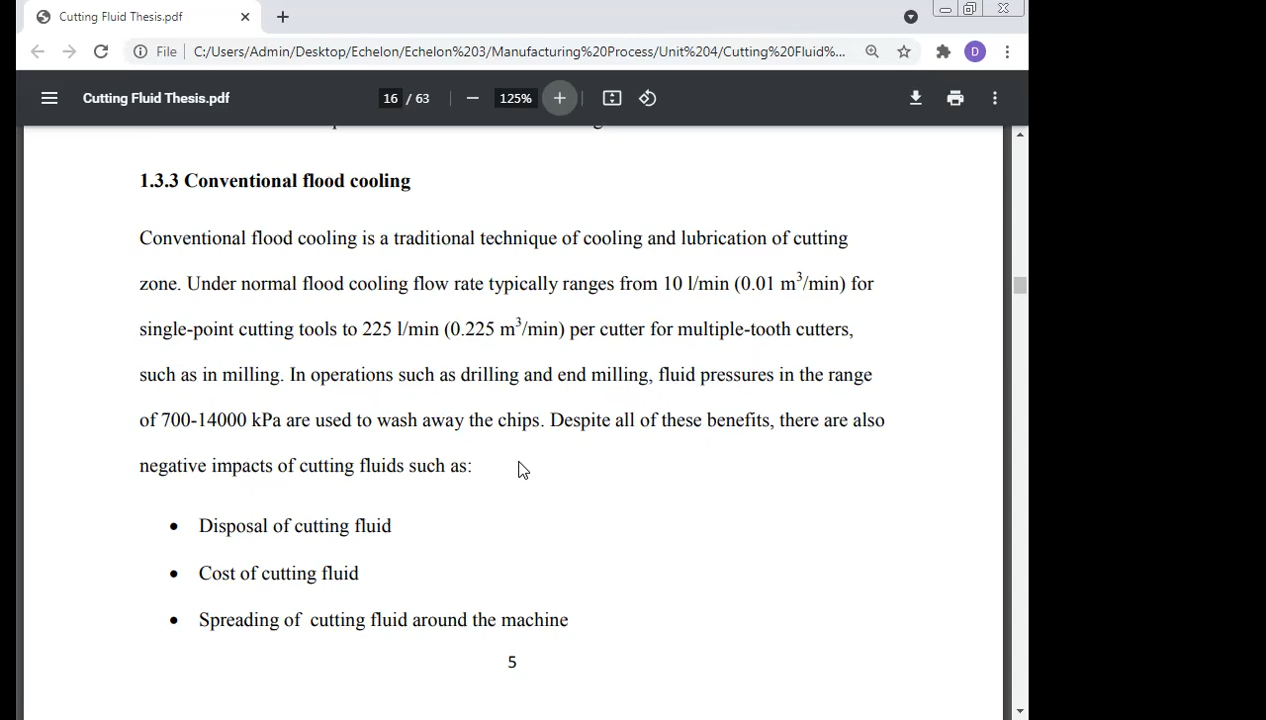 Cutting Fluid Thesis.pdf
File C:/Users/Admin/Desktop/Echelon/Echelon%203/Manufacturing%20Process/Unit%204/Cutting%20Fluid%... D
Cutting Fluid Thesis.pdf 16 / 63 125%
1.3.3 Conventional flood cooling
Conventional flood cooling is a traditional technique of cooling and lubrication of cutting
zone. Under normal flood cooling flow rate typically ranges from 10 l/min (0.01 m³/min) for
single-point cutting tools to 225 l/min (0.225 m³/min) per cutter for multiple-tooth cutters,
such as in milling. In operations such as drilling and end milling, fluid pressures in the range
of 700-14000 kPa are used to wash away the chips. Despite all of these benefits, there are also
negative impacts of cutting fluids such as:
• Disposal of cutting fluid
• Cost of cutting fluid
• Spreading of cutting fluid around the machine
5